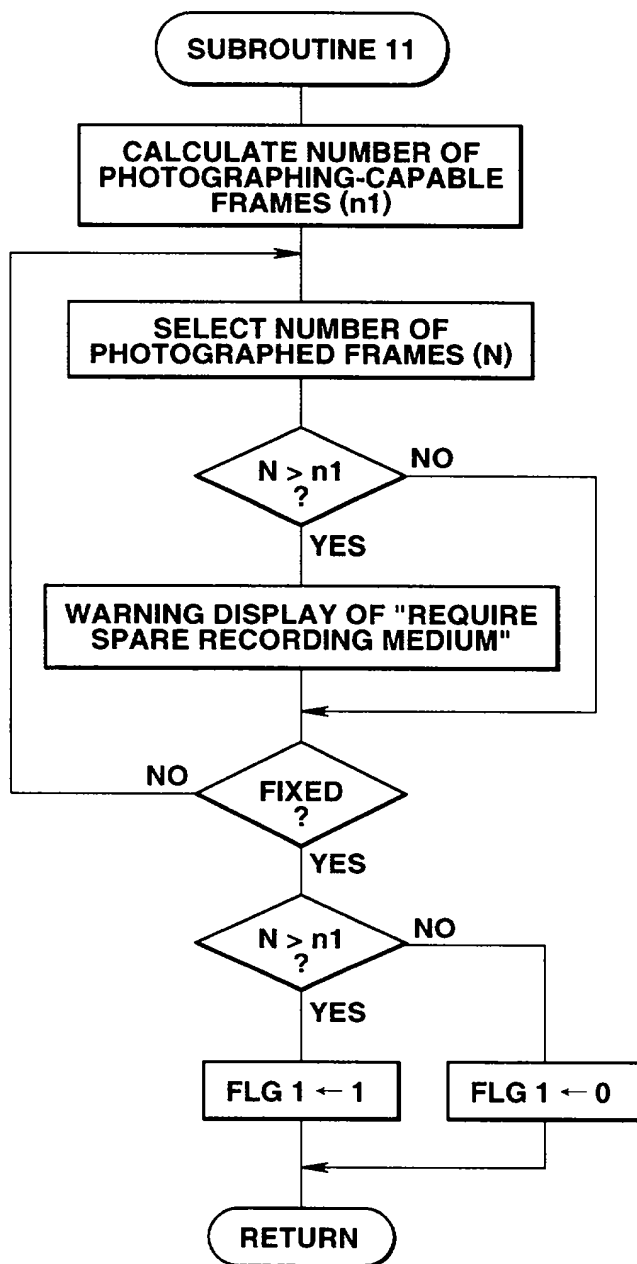 SUBROUTINE 11
CALCULATE NUMBER OF
PHOTOGRAPHING-CAPABLE
FRAMES (n1)
SELECT NUMBER OF
PHOTOGRAPHED FRAMES (N)
N > n1
?
NO
YES
WARNING DISPLAY OF "REQUIRE
SPARE RECORDING MEDIUM"
NO
FIXED
?
YES
N > n1
?
NO
YES
FLG 1 ← 1
FLG 1 ← 0
RETURN